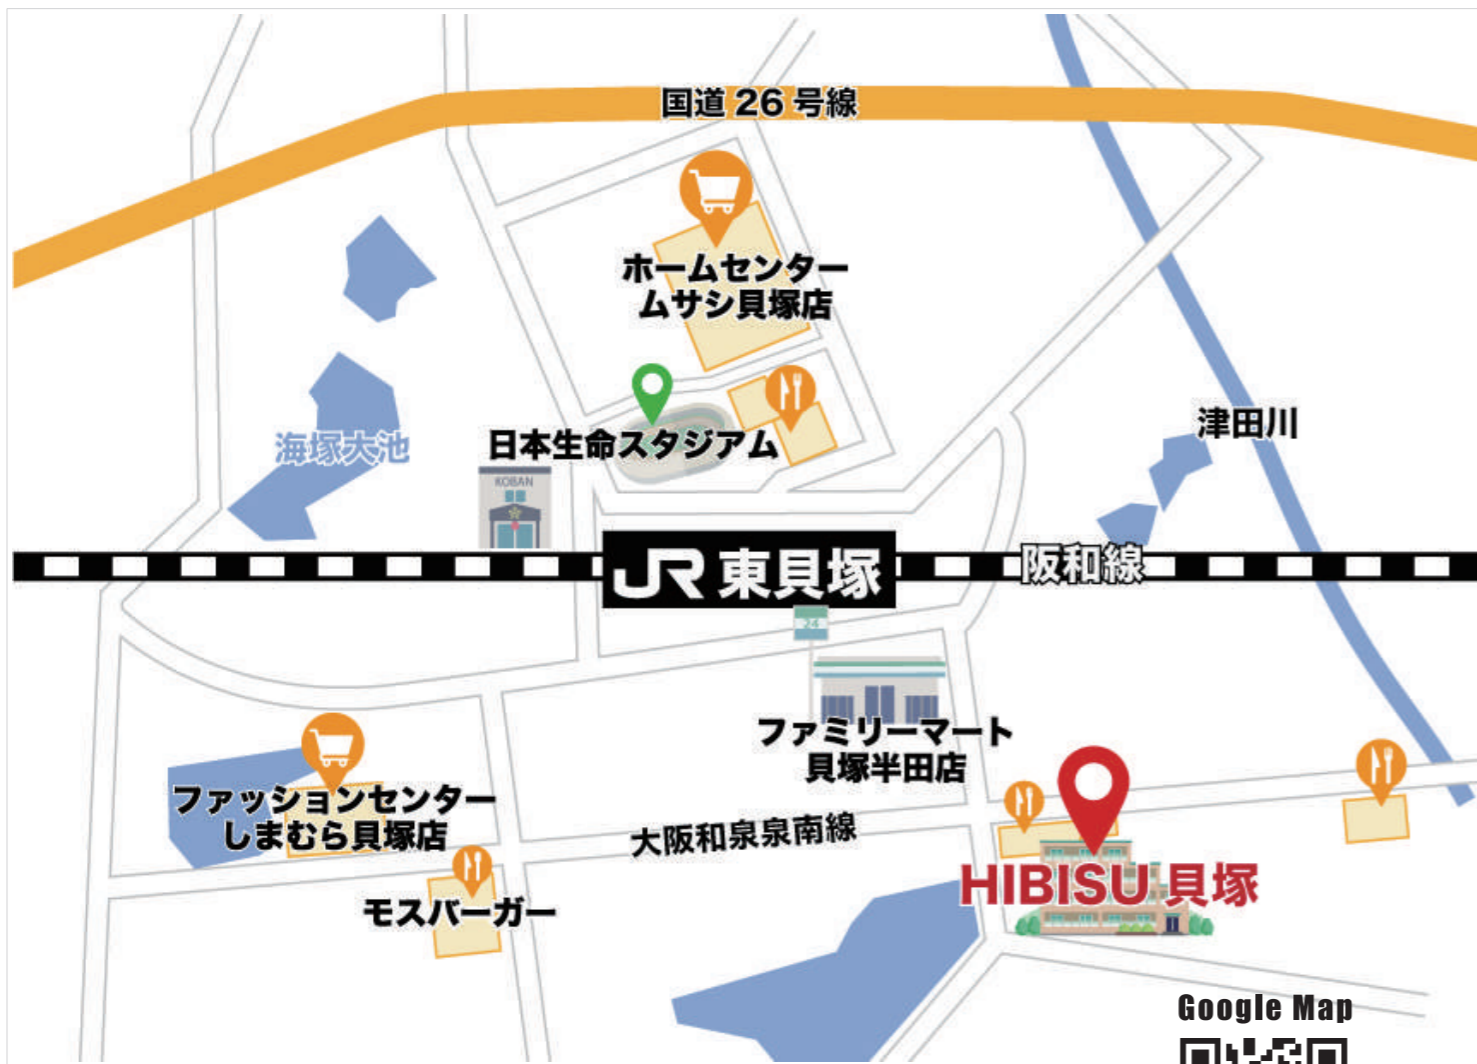 国道 26 号線
ホームセンター
ムサシ貝塚店
津田川
海塚大池
日本生命スタジアム
KOBAN
JR 東貝塚
阪和線
24
ファミリーマート
貝塚半田店
ファッションセンター
しまむら貝塚店
大阪和泉泉南線
HIBISU 貝塚
モスバーガー
Google Map